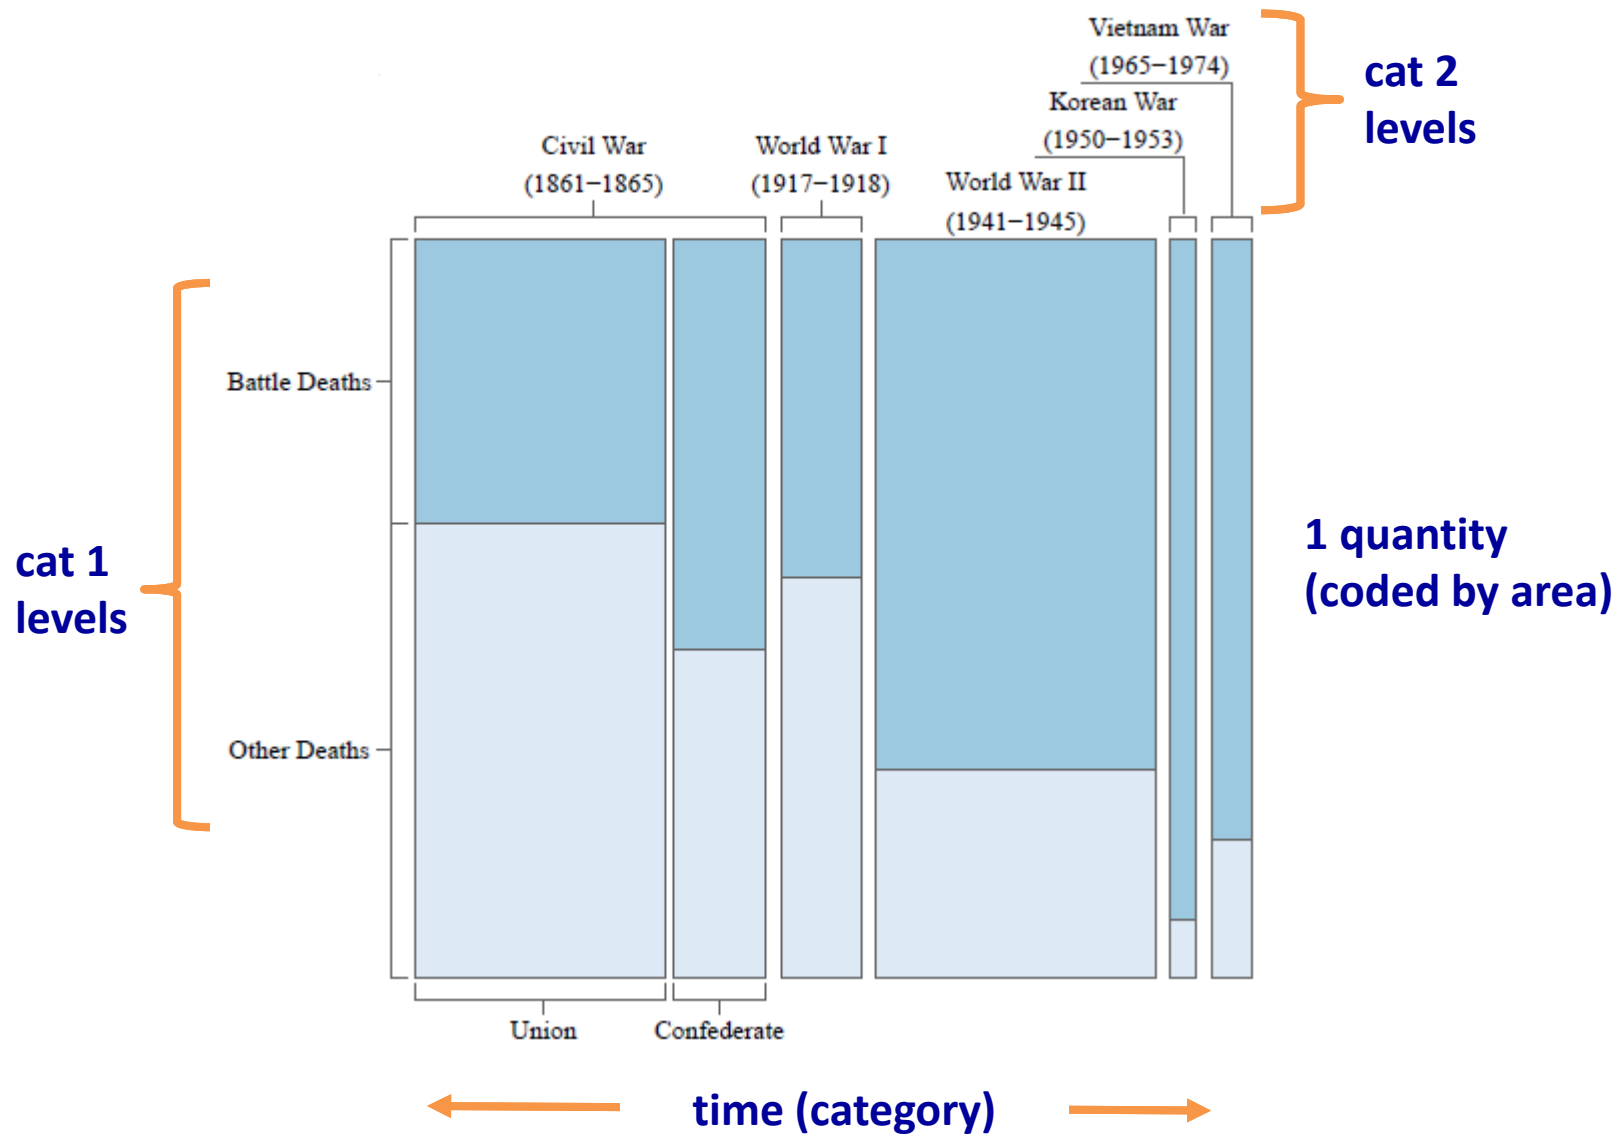 Vietnam War
(1965−1974)
cat 2
levels
Korean War
(1950−1953)
Civil War
(1861−1865)
World War I
(1917−1918)
World War II
(1941−1945)
Battle Deaths
cat 1
levels
1 quantity
(coded by area)
Other Deaths
Union
Confederate
time (category)